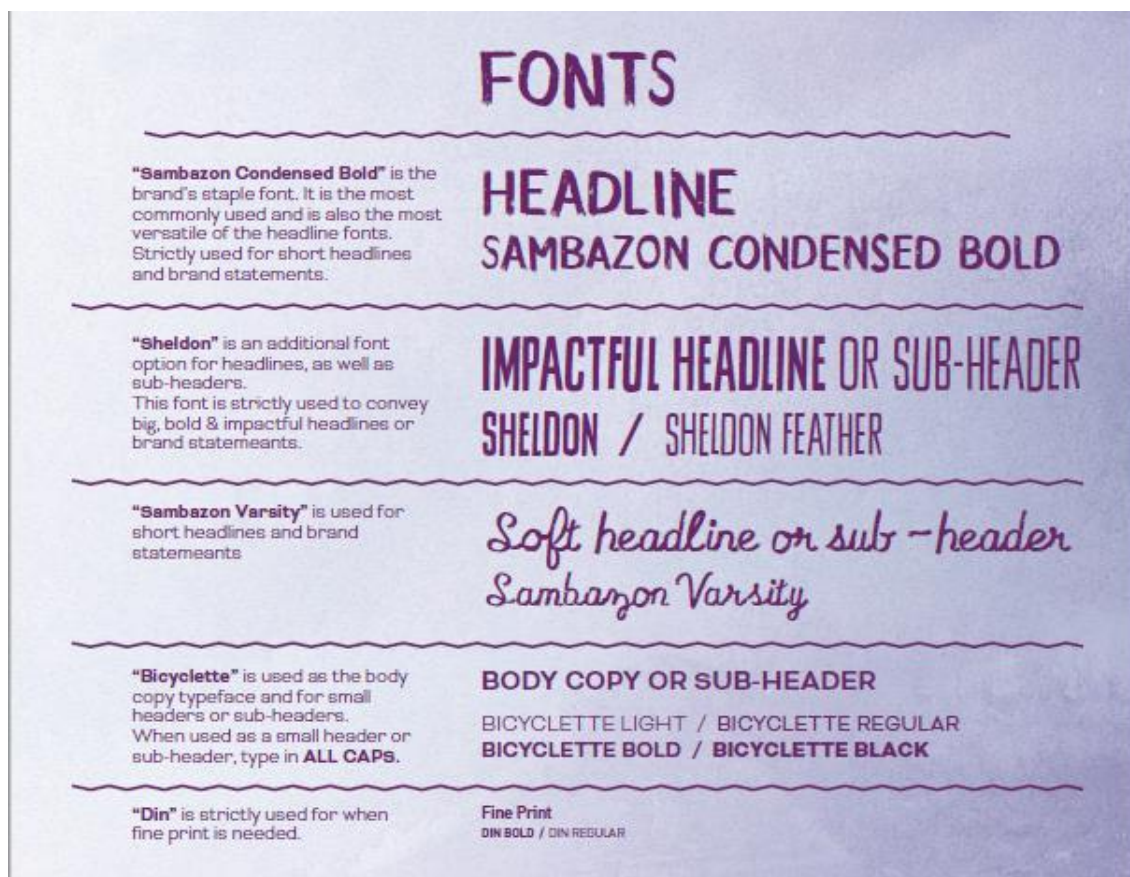 FONTS
“Sambazon Condensed Bold” is the
brand’s staple font. It is the most
commonly used and is also the most
versatile of the headline fonts.
Strictly used for short headlines
and brand statements.
HEADLINE
SAMBAZON CONDENSED BOLD
“Sheldon” is an additional font
option for headlines, as well as
sub-headers.
This font is strictly used to convey
big, bold & impactful headlines or
brand statemeants.
IMPACTFUL HEADLINE OR SUB-HEADER
SHELDON / SHELDON FEATHER
“Sambazon Varsity” is used for
short headlines and brand
statemeants
Soft headline or sub-header
Sambazon Varsity
“Bicyclette” is used as the body
copy typeface and for small
headers or sub-headers.
When used as a small header or
sub-header, type in ALL CAPs.
BODY COPY OR SUB-HEADER
BICYCLETTE LIGHT / BICYCLETTE REGULAR
BICYCLETTE BOLD / BICYCLETTE BLACK
“Din” is strictly used for when
fine print is needed.
Fine Print
DIN BOLD / DIN REGULAR